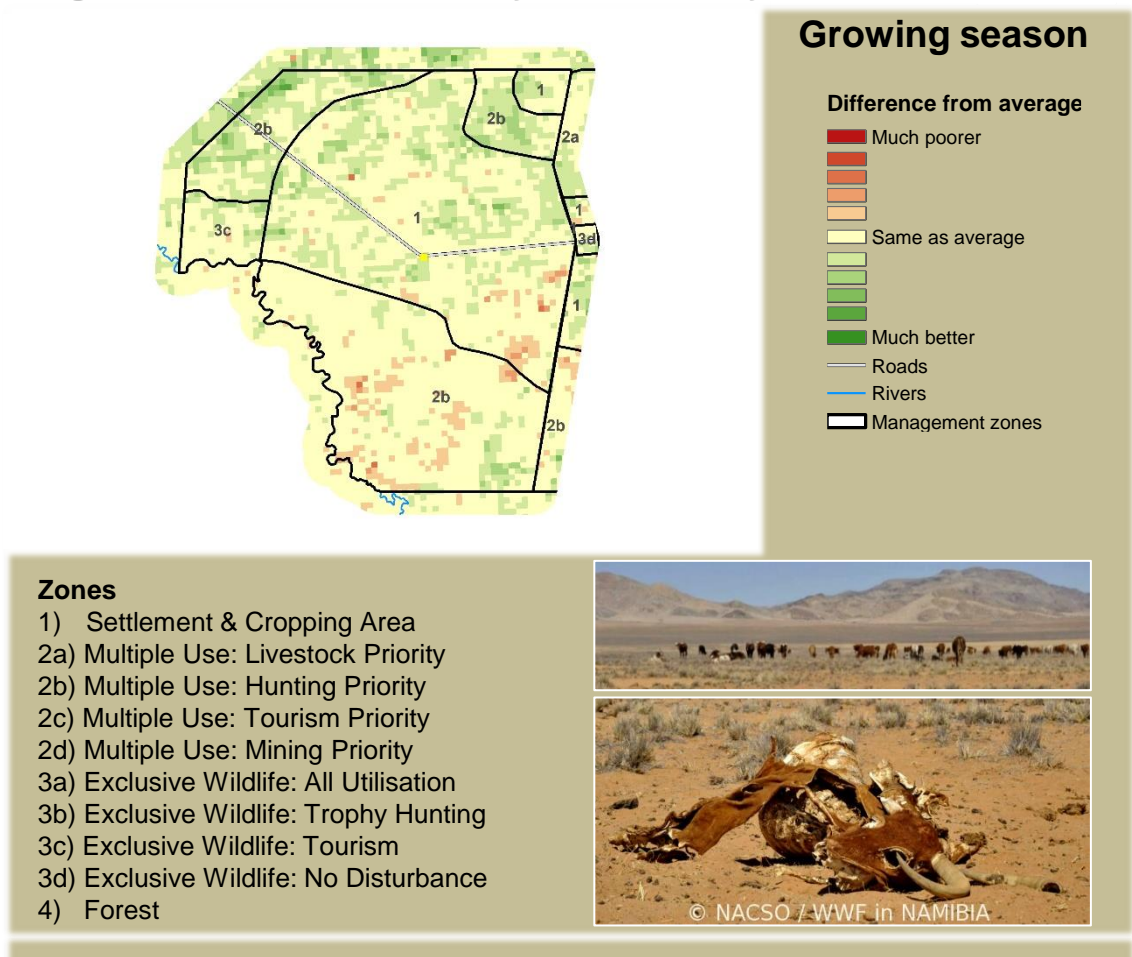 Growing season
Difference from average
Much poorer
Same as average
Much better
Roads
Rivers
Management zones
1
2b
2b
2a
1
1
3c
3d
1
2b
2b
Zones
1) Settlement & Cropping Area
2a) Multiple Use: Livestock Priority
2b) Multiple Use: Hunting Priority
2c) Multiple Use: Tourism Priority
2d) Multiple Use: Mining Priority
3a) Exclusive Wildlife: All Utilisation
3b) Exclusive Wildlife: Trophy Hunting
3c) Exclusive Wildlife: Tourism
3d) Exclusive Wildlife: No Disturbance
4) Forest
© NACSO / WWF in NAMIBIA